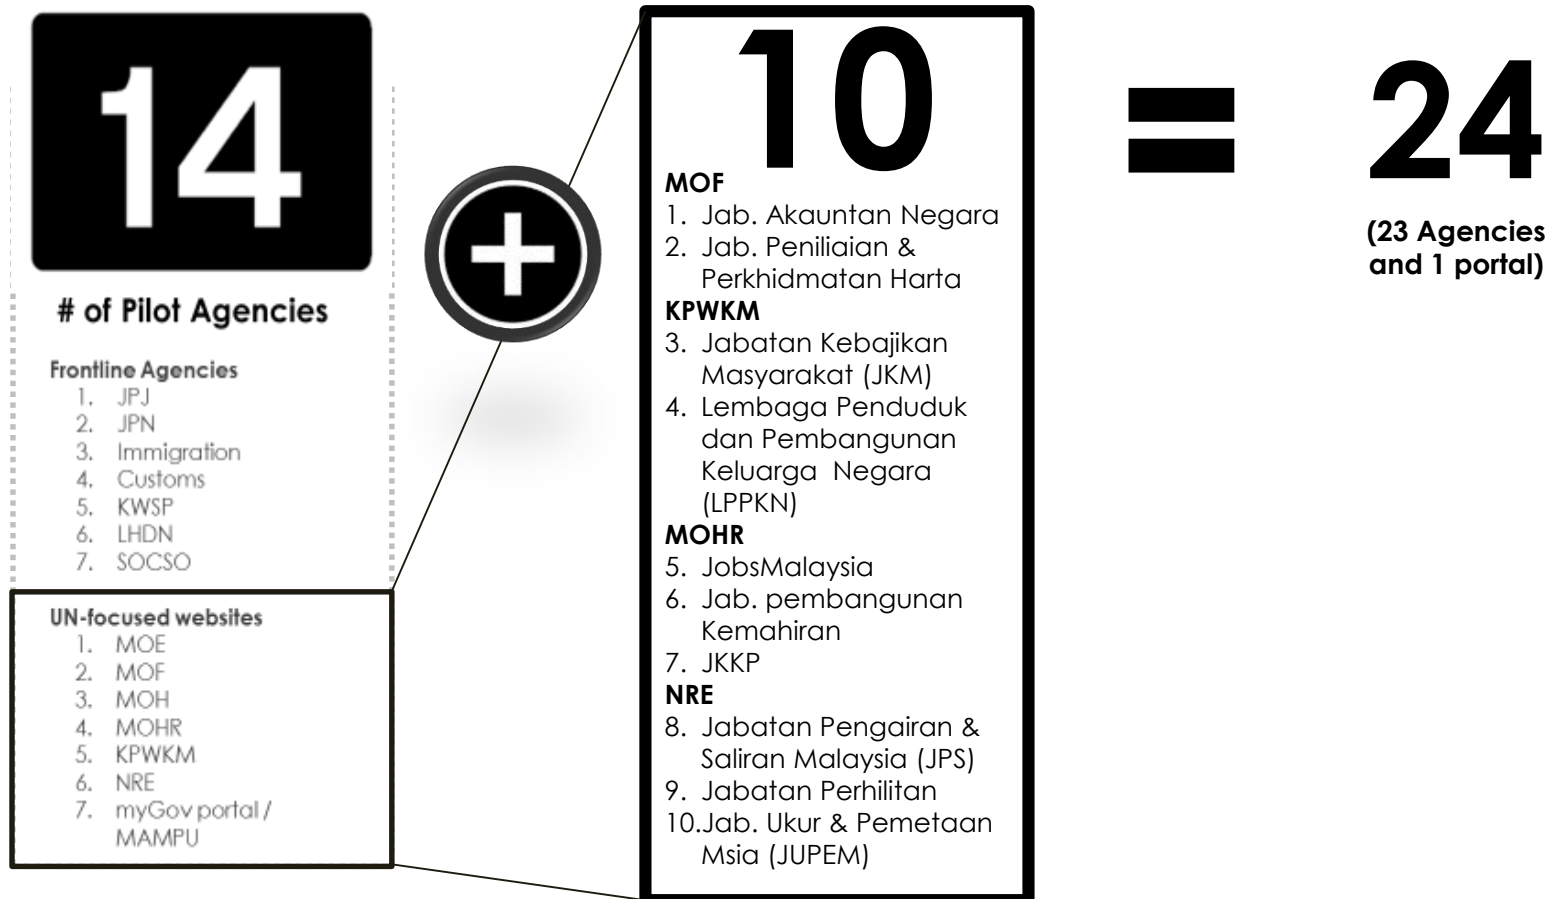 14
# of Pilot Agencies
Frontline Agencies
1. JPJ
2. JPN
3. Immigration
4. Customs
5. KWSP
6. LHDN
7. SOCSO
UN-focused websites
1. MOE
2. MOF
3. MOH
4. MOHR
5. KPWKM
6. NRE
7. myGov portal /
MAMPU
+
10
MOF
1. Jab. Akauntan Negara
2. Jab. Peniliaian &
Perkhidmatan Harta
KPWKM
3. Jabatan Kebajikan
Masyarakat (JKM)
4. Lembaga Penduduk
dan Pembangunan
Keluarga Negara
(LPPKN)
MOHR
5. JobsMalaysia
6. Jab. pembangunan
Kemahiran
7. JKKP
NRE
8. Jabatan Pengairan &
Saliran Malaysia (JPS)
9. Jabatan Perhilitan
10.Jab. Ukur & Pemetaan
Msia (JUPEM)
=
24
(23 Agencies
and 1 portal)